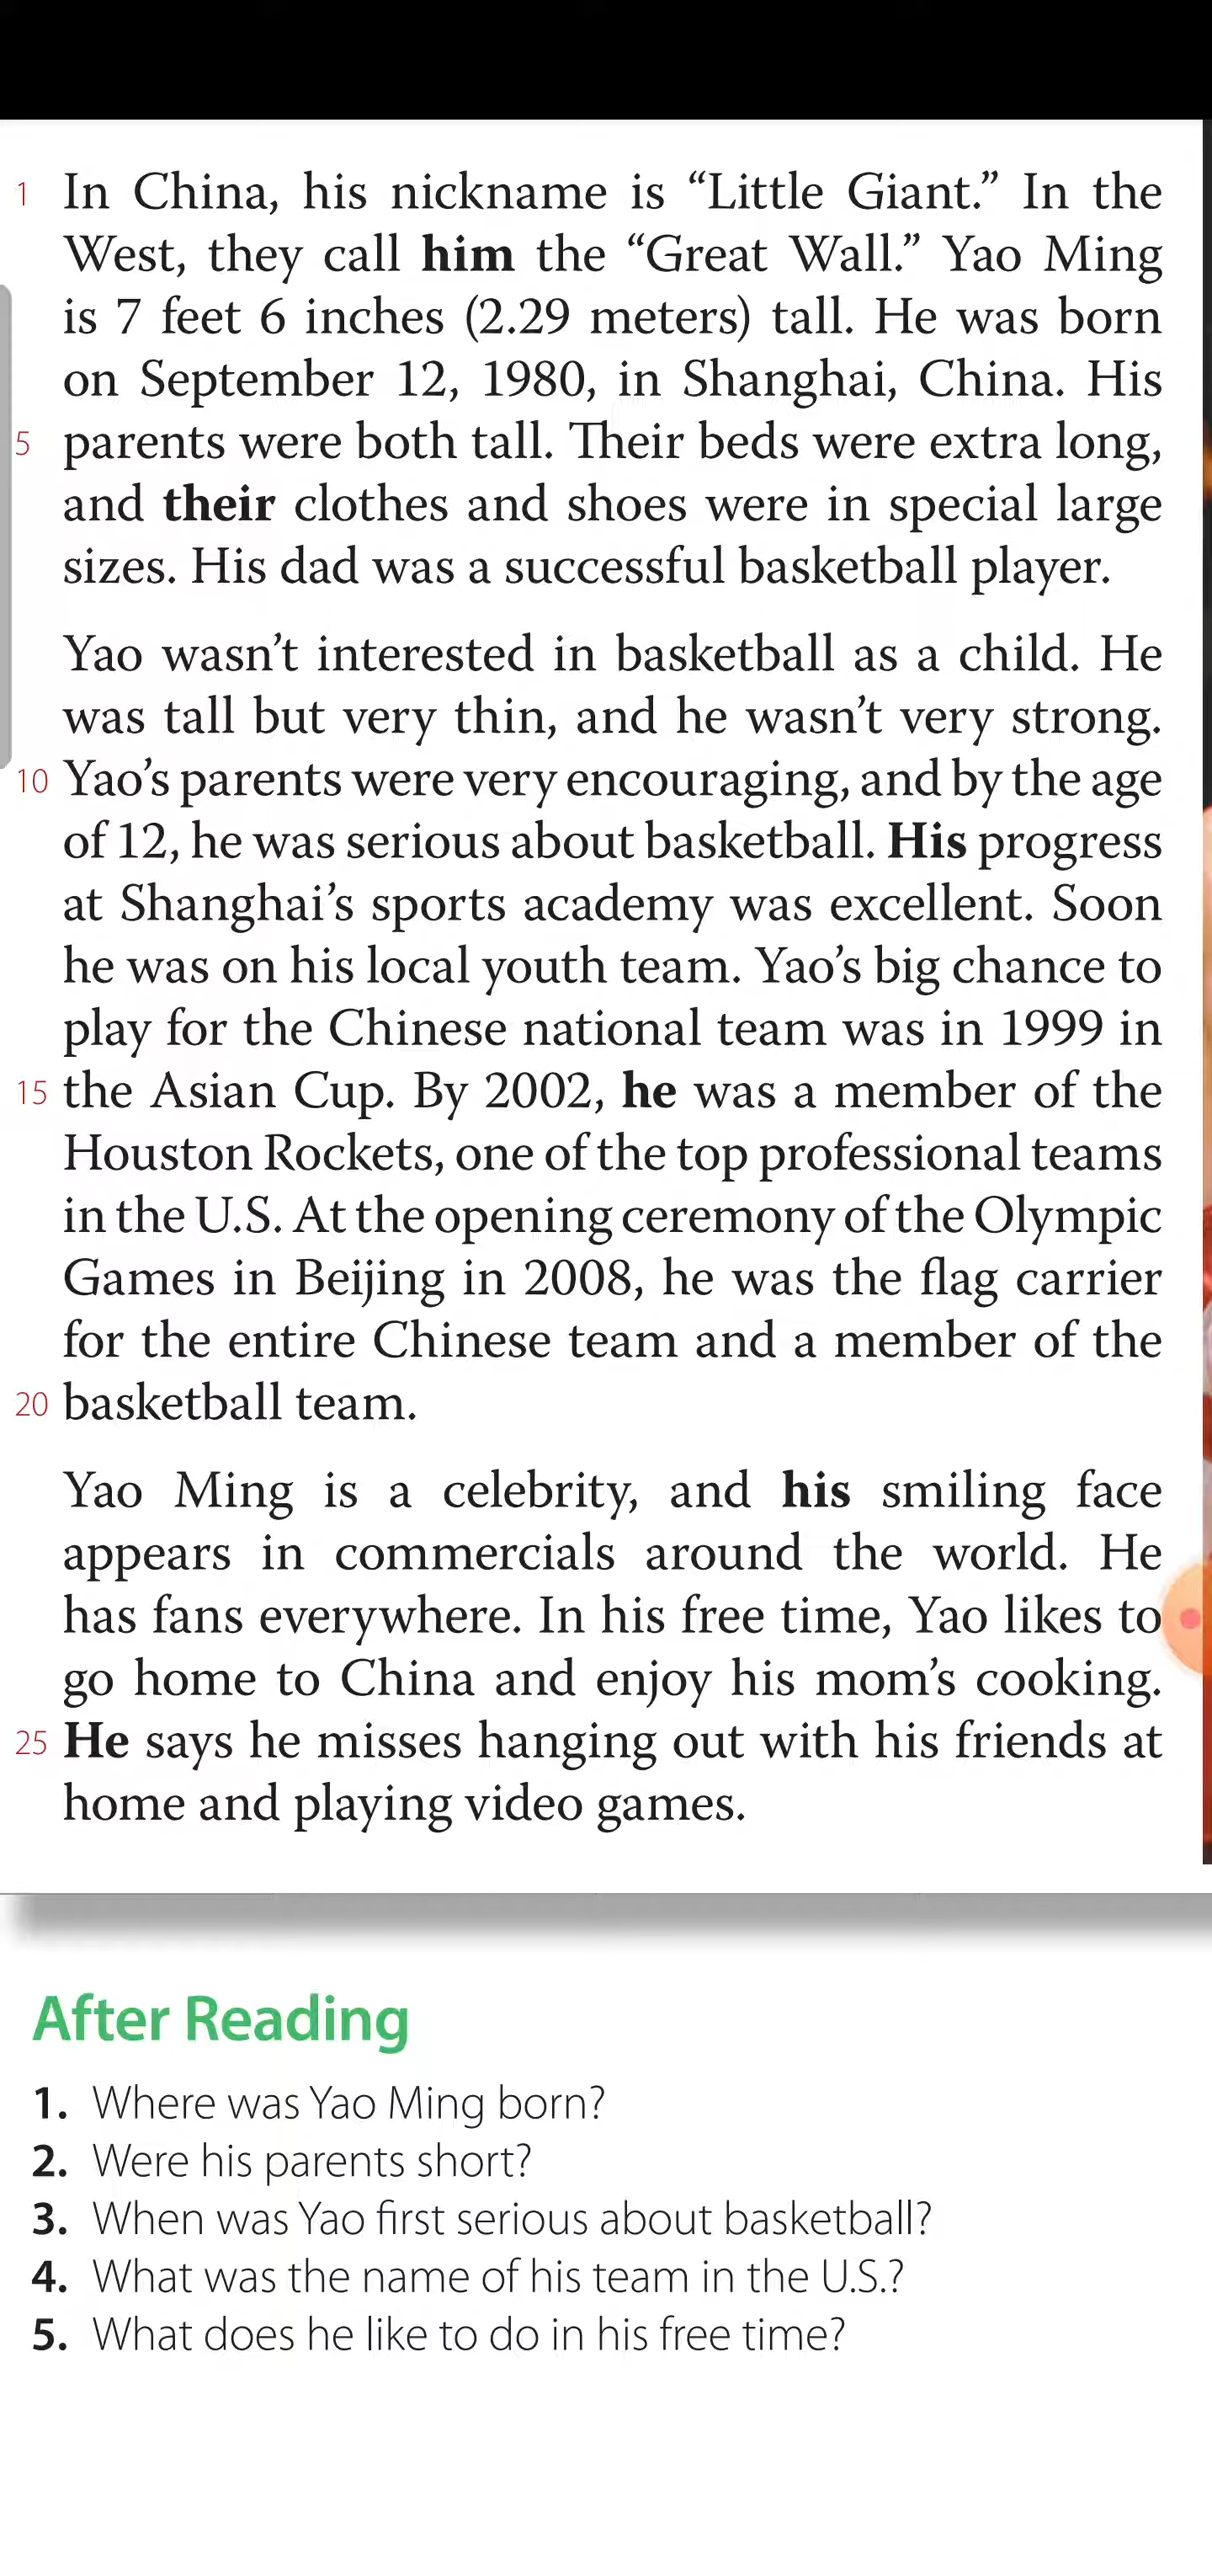 1 In China, his nickname is “Little Giant.” In the
West, they call him the “Great Wall.” Yao Ming
is 7 feet 6 inches (2.29 meters) tall. He was born
on September 12, 1980, in Shanghai, China. His
5 parents were both tall. Their beds were extra long,
and their clothes and shoes were in special large
sizes. His dad was a successful basketball player.
Yao wasn’t interested in basketball as a child. He
was tall but very thin, and he wasn’t very strong.
10 Yao’s parents were very encouraging, and by the age
of 12, he was serious about basketball. His progress
at Shanghai’s sports academy was excellent. Soon
he was on his local youth team. Yao’s big chance to
play for the Chinese national team was in 1999 in
15 the Asian Cup. By 2002, he was a member of the
Houston Rockets, one of the top professional teams
in the U.S. At the opening ceremony of the Olympic
Games in Beijing in 2008, he was the flag carrier
for the entire Chinese team and a member of the
20 basketball team.
Yao Ming is a celebrity, and his smiling face
appears in commercials around the world. He
has fans everywhere. In his free time, Yao likes to
go home to China and enjoy his mom’s cooking.
25 He says he misses hanging out with his friends at
home and playing video games.
After Reading
1. Where was Yao Ming born?
2. Were his parents short?
3. When was Yao first serious about basketball?
4. What was the name of his team in the U.S.?
5. What does he like to do in his free time?